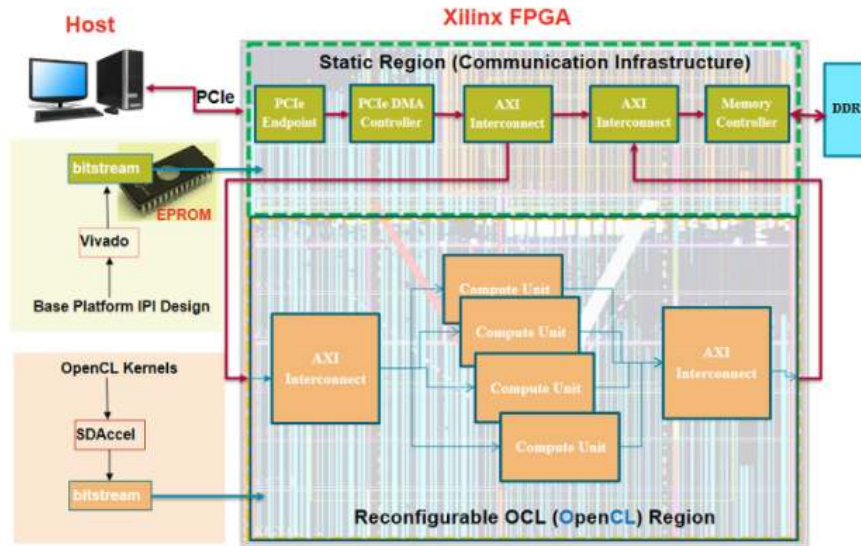 Xilinx FPGA
Host
Static Region (Communication Infrastructure)
PCIe
PCIe
Endpoint
PCIe DMA
Controller
AXI
Interconnect
AXI
Interconnect
Memory
Controller
DDR
bitstream
EPROM
Vivado
Base Platform IPI Design
Compute Unit
Compute Unit
Compute Unit
Compute Unit
AXI
Interconnect
AXI
Interconnect
OpenCL Kernels
SDAccel
bitstream
Reconfigurable OCL (OpenCL) Region